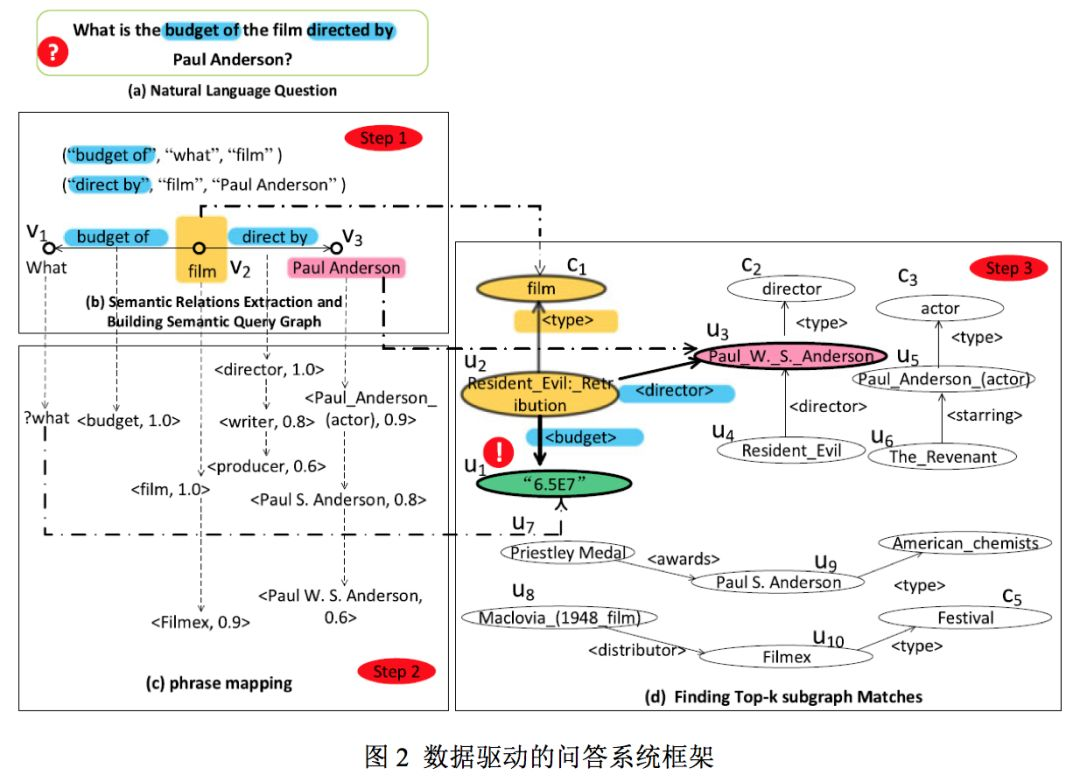 What is the budget of the film directed by
?
Paul Anderson?
(a) Natural Language Question
Step 1
(“budget of”, “what”, “film” )
(“direct by”, “film”, “Paul Anderson” )
v1
budget of
direct by
v3
What
film
v2
Paul Anderson
(b) Semantic Relations Extraction and
Building Semantic Query Graph
<director, 1.0>
<Paul_Anderson_
(actor), 0.9>
?what
<budget, 1.0>
<writer, 0.8>
<producer, 0.6>
<film, 1.0>
<Paul S. Anderson, 0.8>
<Paul W. S. Anderson,
0.6>
<Filmex, 0.9>
(c) phrase mapping
Step 2
Step 3
c1
film
<type>
c2
director
<type>
c3
actor
<type>
u2
Resident_Evil:_Retr
ibution
<director>
u3
Paul_W._S._Anderson
u5
Paul_Anderson_(actor)
<director>
<starring>
u4
Resident_Evil
u6
The_Revenant
<budget>
!
u1
“6.5E7”
u7
Priestley Medal
<awards>
u9
Paul S. Anderson
American_chemists
<type>
u8
Maclovia_(1948_film)
<distributor>
u10
Filmex
c5
Festival
<type>
(d) Finding Top-k subgraph Matches
图 2 数据驱动的问答系统框架